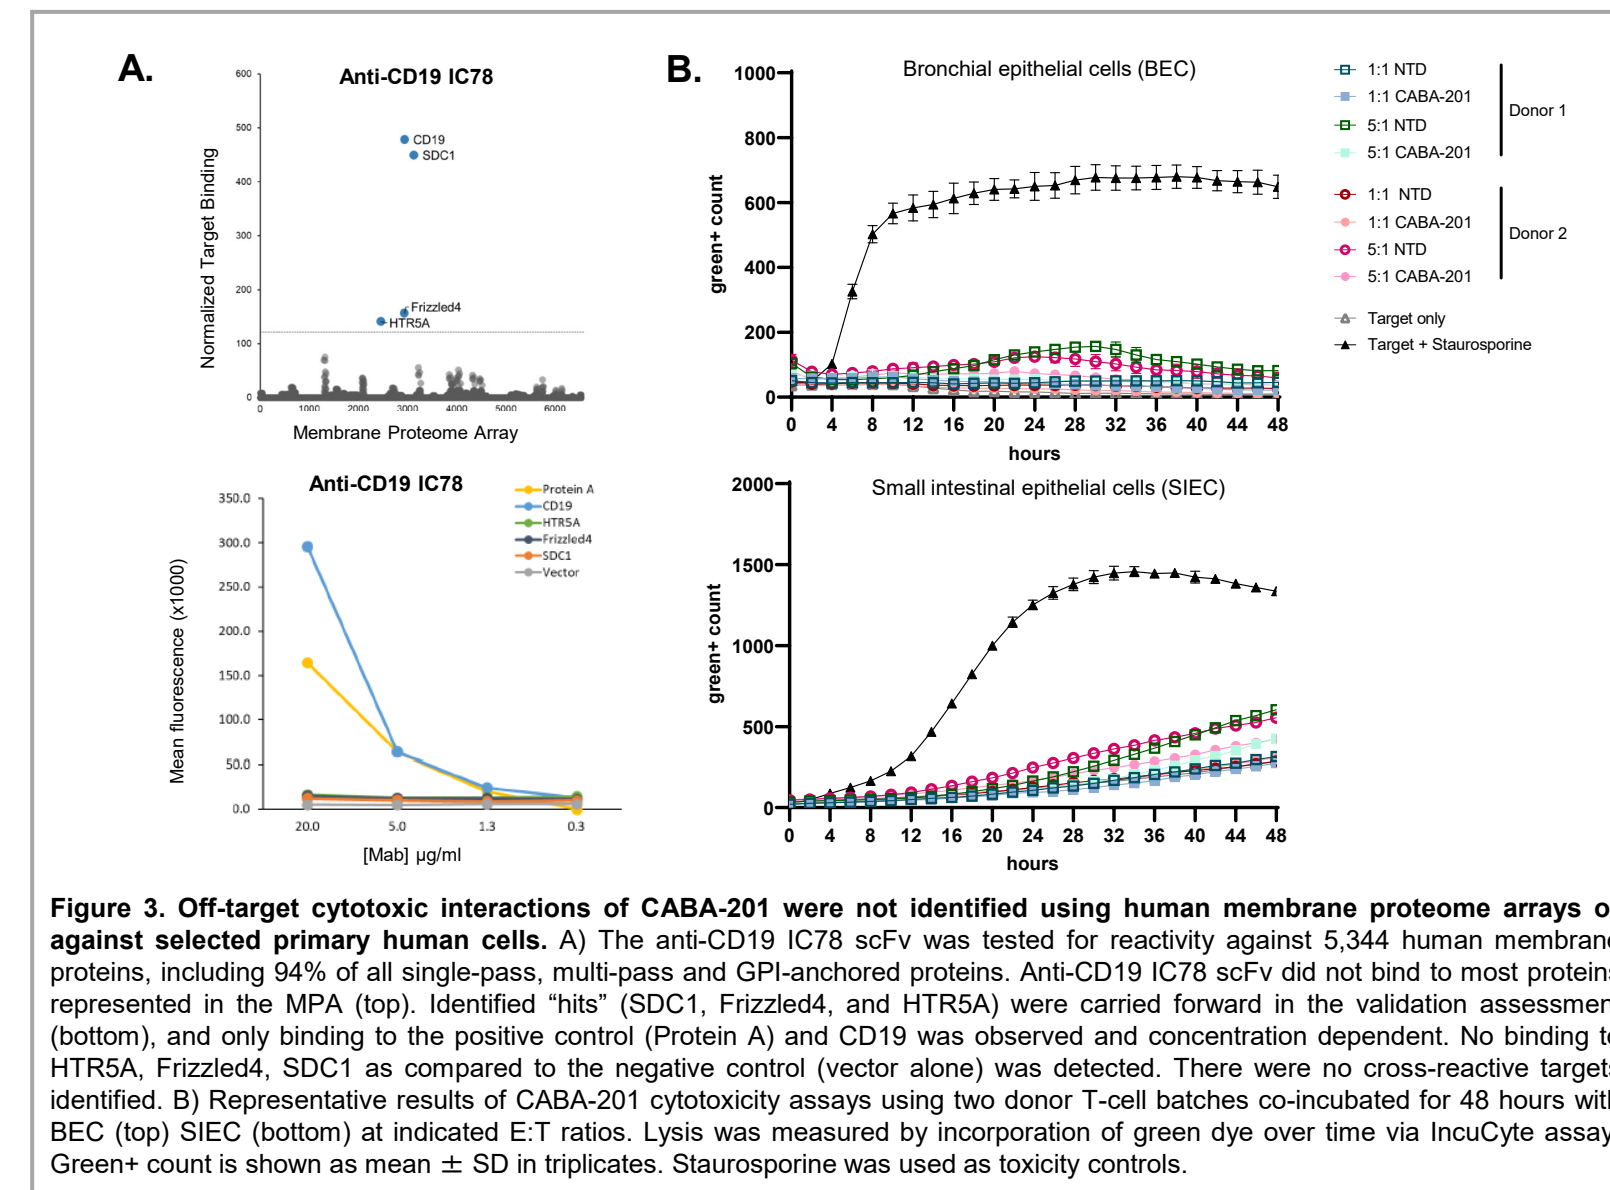 A.
Anti-CD19 IC78
600
500
400
300
200
100
0
Normalized Target Binding
CD19
SDC1
Frizzled4
HTR5A
0 1000 2000 3000 4000 5000 6000
Membrane Proteome Array
Anti-CD19 IC78
350.0
300.0
250.0
200.0
150.0
100.0
50.0
0.0
Mean fluorescence (x1000)
Protein A
CD19
HTR5A
Frizzled4
SDC1
Vector
20.0 5.0 1.3 0.3
[Mab] µg/ml
B.
Bronchial epithelial cells (BEC)
1000
800
600
400
200
0
green+ count
0 4 8 12 16 20 24 28 32 36 40 44 48
hours
Small intestinal epithelial cells (SIEC)
2000
1500
1000
500
0
green+ count
0 4 8 12 16 20 24 28 32 36 40 44 48
hours
1:1 NTD
1:1 CABA-201
5:1 NTD
5:1 CABA-201
Donor 1
1:1 NTD
1:1 CABA-201
5:1 NTD
5:1 CABA-201
Donor 2
Target only
Target + Staurosporine
Figure 3. Off-target cytotoxic interactions of CABA-201 were not identified using human membrane proteome arrays o
against selected primary human cells. A) The anti-CD19 IC78 scFv was tested for reactivity against 5,344 human membran
proteins, including 94% of all single-pass, multi-pass and GPI-anchored proteins. Anti-CD19 IC78 scFv did not bind to most proteins
represented in the MPA (top). Identified “hits” (SDC1, Frizzled4, and HTR5A) were carried forward in the validation assessmen
(bottom), and only binding to the positive control (Protein A) and CD19 was observed and concentration dependent. No binding t
HTR5A, Frizzled4, SDC1 as compared to the negative control (vector alone) was detected. There were no cross-reactive targets
identified. B) Representative results of CABA-201 cytotoxicity assays using two donor T-cell batches co-incubated for 48 hours wit
BEC (top) SIEC (bottom) at indicated E:T ratios. Lysis was measured by incorporation of green dye over time via IncuCyte assay
Green+ count is shown as mean ± SD in triplicates. Staurosporine was used as toxicity controls.